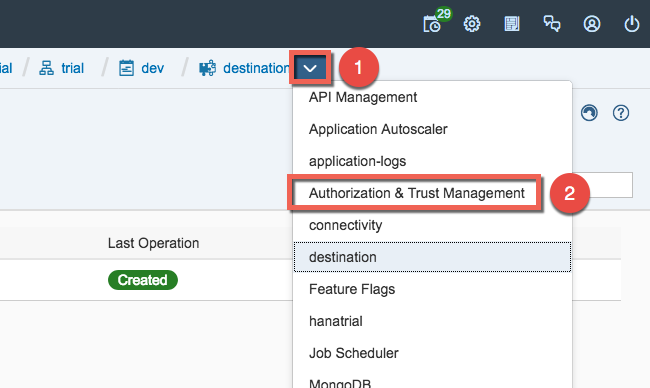 29
ial / trial / dev / destination
1
API Management
Application Autoscaler
application-logs
Authorization & Trust Management
2
connectivity
destination
Feature Flags
hanatrial
Job Scheduler
MongoDB
Last Operation
Created